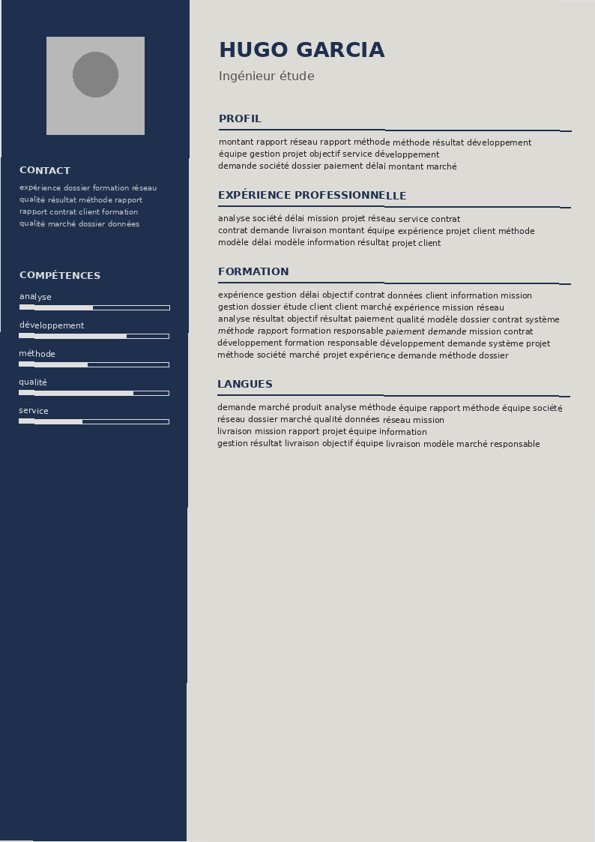 HUGO GARCIA
Ingénieur étude
CONTACT
expérience dossier formation réseau
qualité résultat méthode rapport
rapport contrat client formation
qualité marché dossier données
COMPÉTENCES
analyse
développement
méthode
qualité
service
PROFIL
montant rapport réseau rapport méthode méthode résultat développement
équipe gestion projet objectif service développement
demande société dossier paiement délai montant marché
EXPÉRIENCE PROFESSIONNELLE
analyse société délai mission projet réseau service contrat
contrat demande livraison montant équipe expérience projet client méthode
modèle délai modèle information résultat projet client
FORMATION
expérience gestion délai objectif contrat données client information mission
gestion dossier étude client client marché expérience mission réseau
analyse résultat objectif résultat paiement qualité modèle dossier contrat système
méthode rapport formation responsable paiement demande mission contrat
développement formation responsable développement demande système projet
méthode société marché projet expérience demande méthode dossier
LANGUES
demande marché produit analyse méthode équipe rapport méthode équipe société
réseau dossier marché qualité données réseau mission
livraison mission rapport projet équipe information
gestion résultat livraison objectif équipe livraison modèle marché responsable